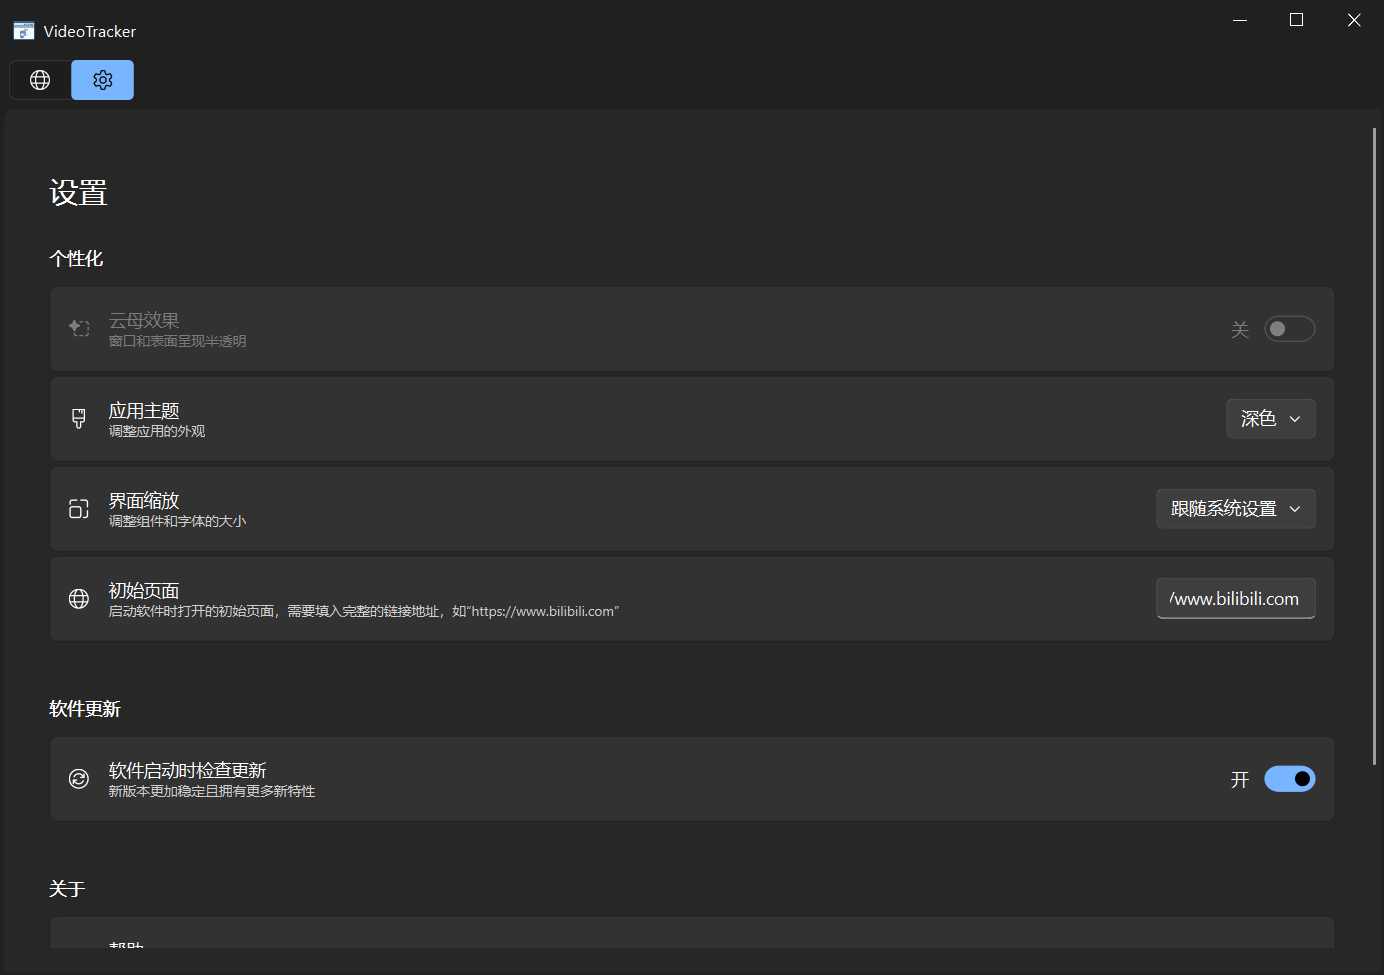 VideoTracker
设置
个性化
云母效果
窗口和表面呈现半透明
关
应用主题
调整应用的外观
深色
界面缩放
调整组件和字体的大小
跟随系统设置
初始页面
启动软件时打开的初始页面，需要填入完整的链接地址，如“https://www.bilibili.com”
/www.bilibili.com
软件更新
软件启动时检查更新
新版本更加稳定且拥有更多新特性
开
关于
帮助